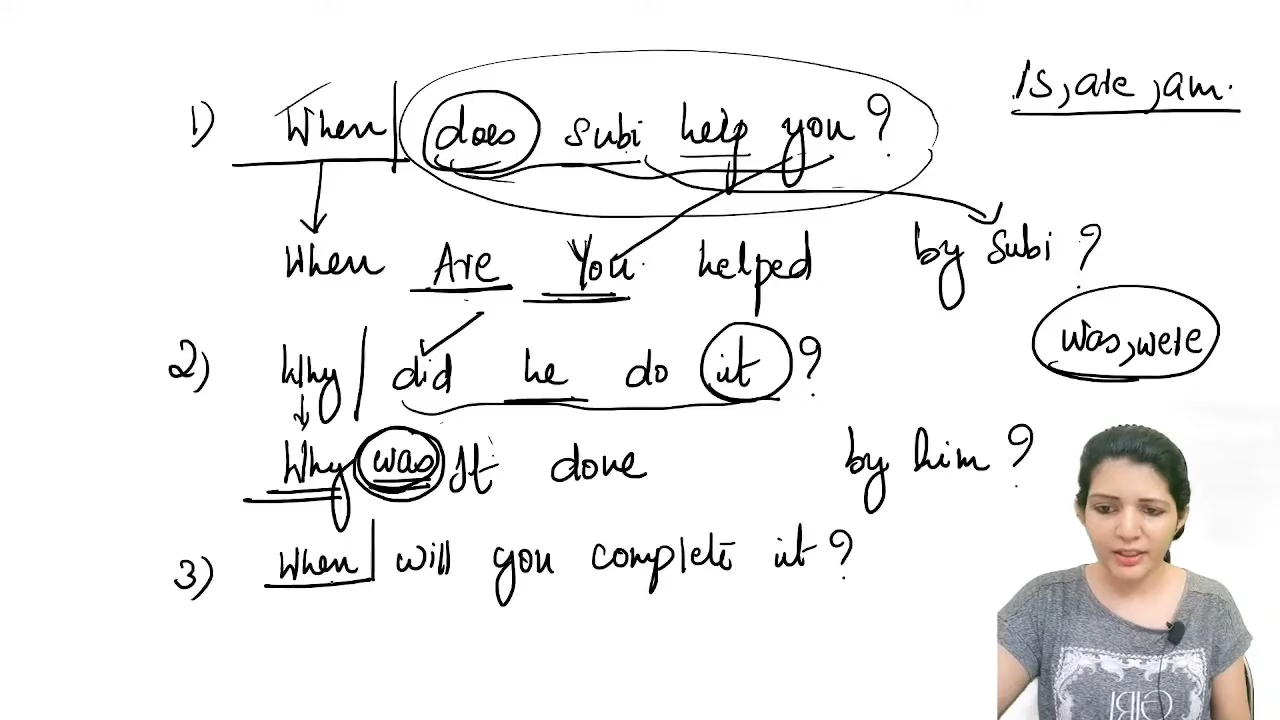 Is, are, am.
1) When does Subi help you?
When Are You helped by Subi?
was, were
2) Why did he do it?
Why was It done by him?
3) When will you complete it?